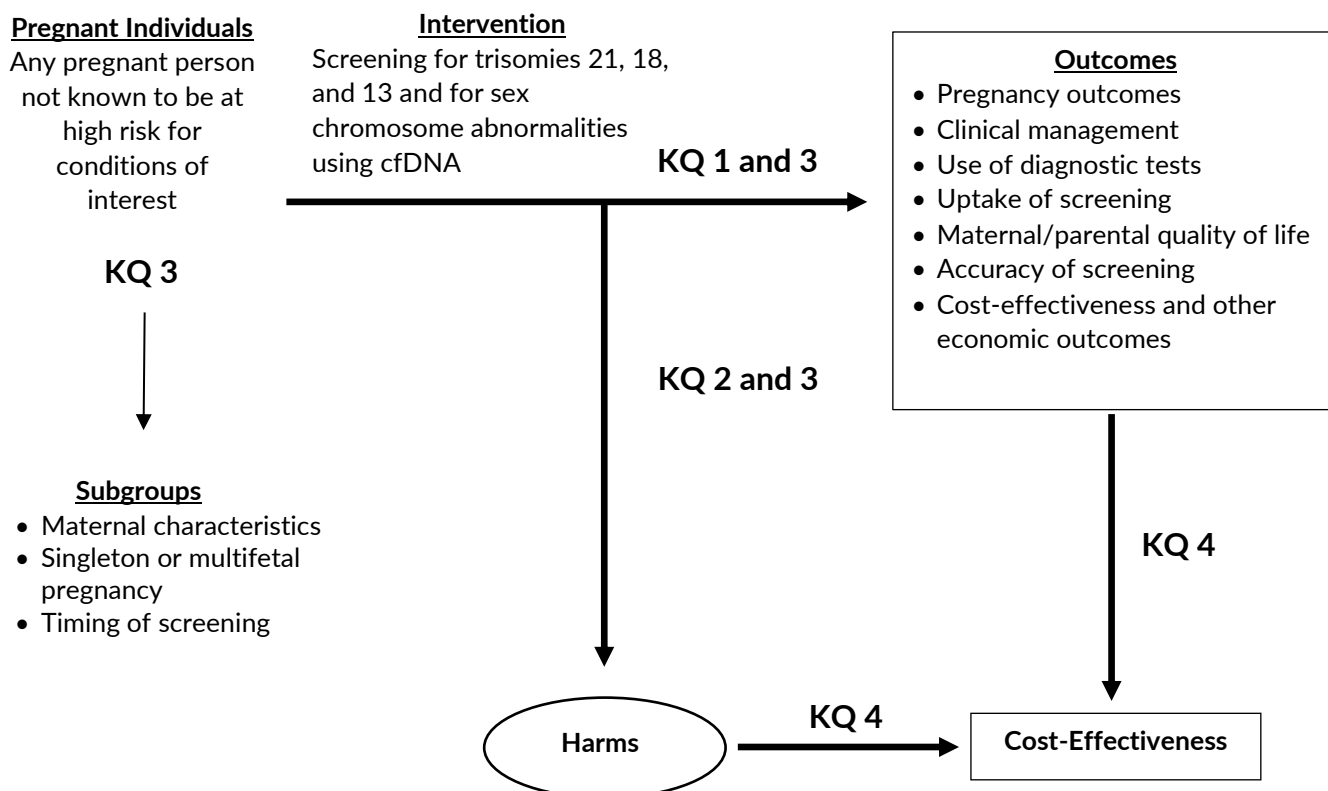 Pregnant Individuals
Any pregnant person
not known to be at
high risk for
conditions of
interest
KQ 3
Subgroups
• Maternal characteristics
• Singleton or multifetal
pregnancy
• Timing of screening
Intervention
Screening for trisomies 21, 18,
and 13 and for sex
chromosome abnormalities
using cfDNA
KQ 1 and 3
KQ 2 and 3
Outcomes
• Pregnancy outcomes
• Clinical management
• Use of diagnostic tests
• Uptake of screening
• Maternal/parental quality of life
• Accuracy of screening
• Cost-effectiveness and other
economic outcomes
KQ 4
Harms
KQ 4
Cost-Effectiveness